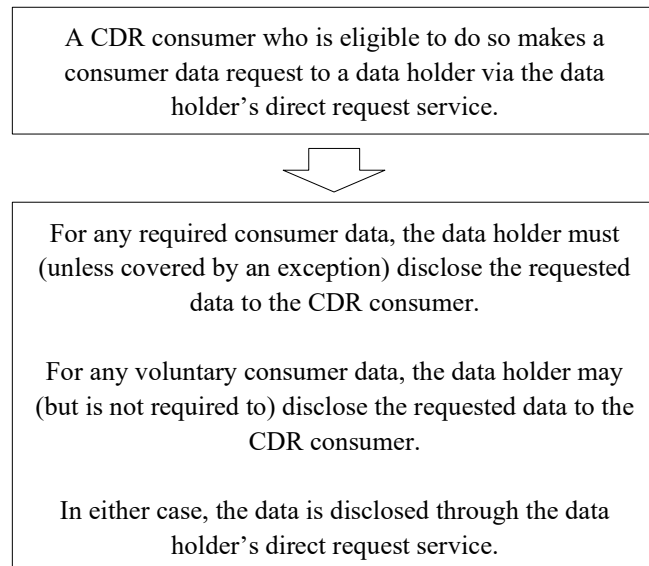 A CDR consumer who is eligible to do so makes a
consumer data request to a data holder via the data
holder’s direct request service.
For any required consumer data, the data holder must
(unless covered by an exception) disclose the requested
data to the CDR consumer.
For any voluntary consumer data, the data holder may
(but is not required to) disclose the requested data to the
CDR consumer.
In either case, the data is disclosed through the data
holder’s direct request service.